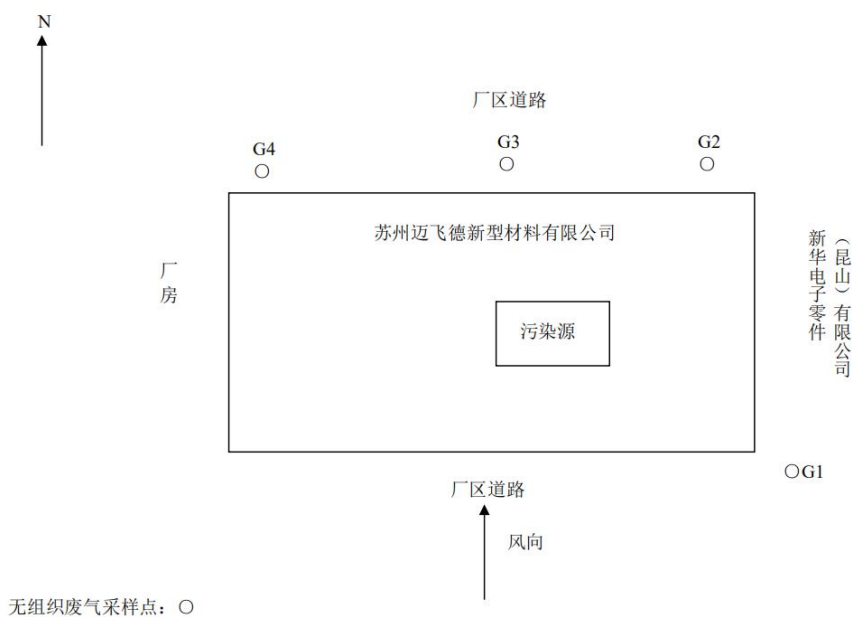 N
厂区道路
G4
G3
G2
苏州迈飞德新型材料有限公司
厂房
污染源
新华电子零件
（昆山）有限公司
G1
厂区道路
风向
无组织废气采样点：○